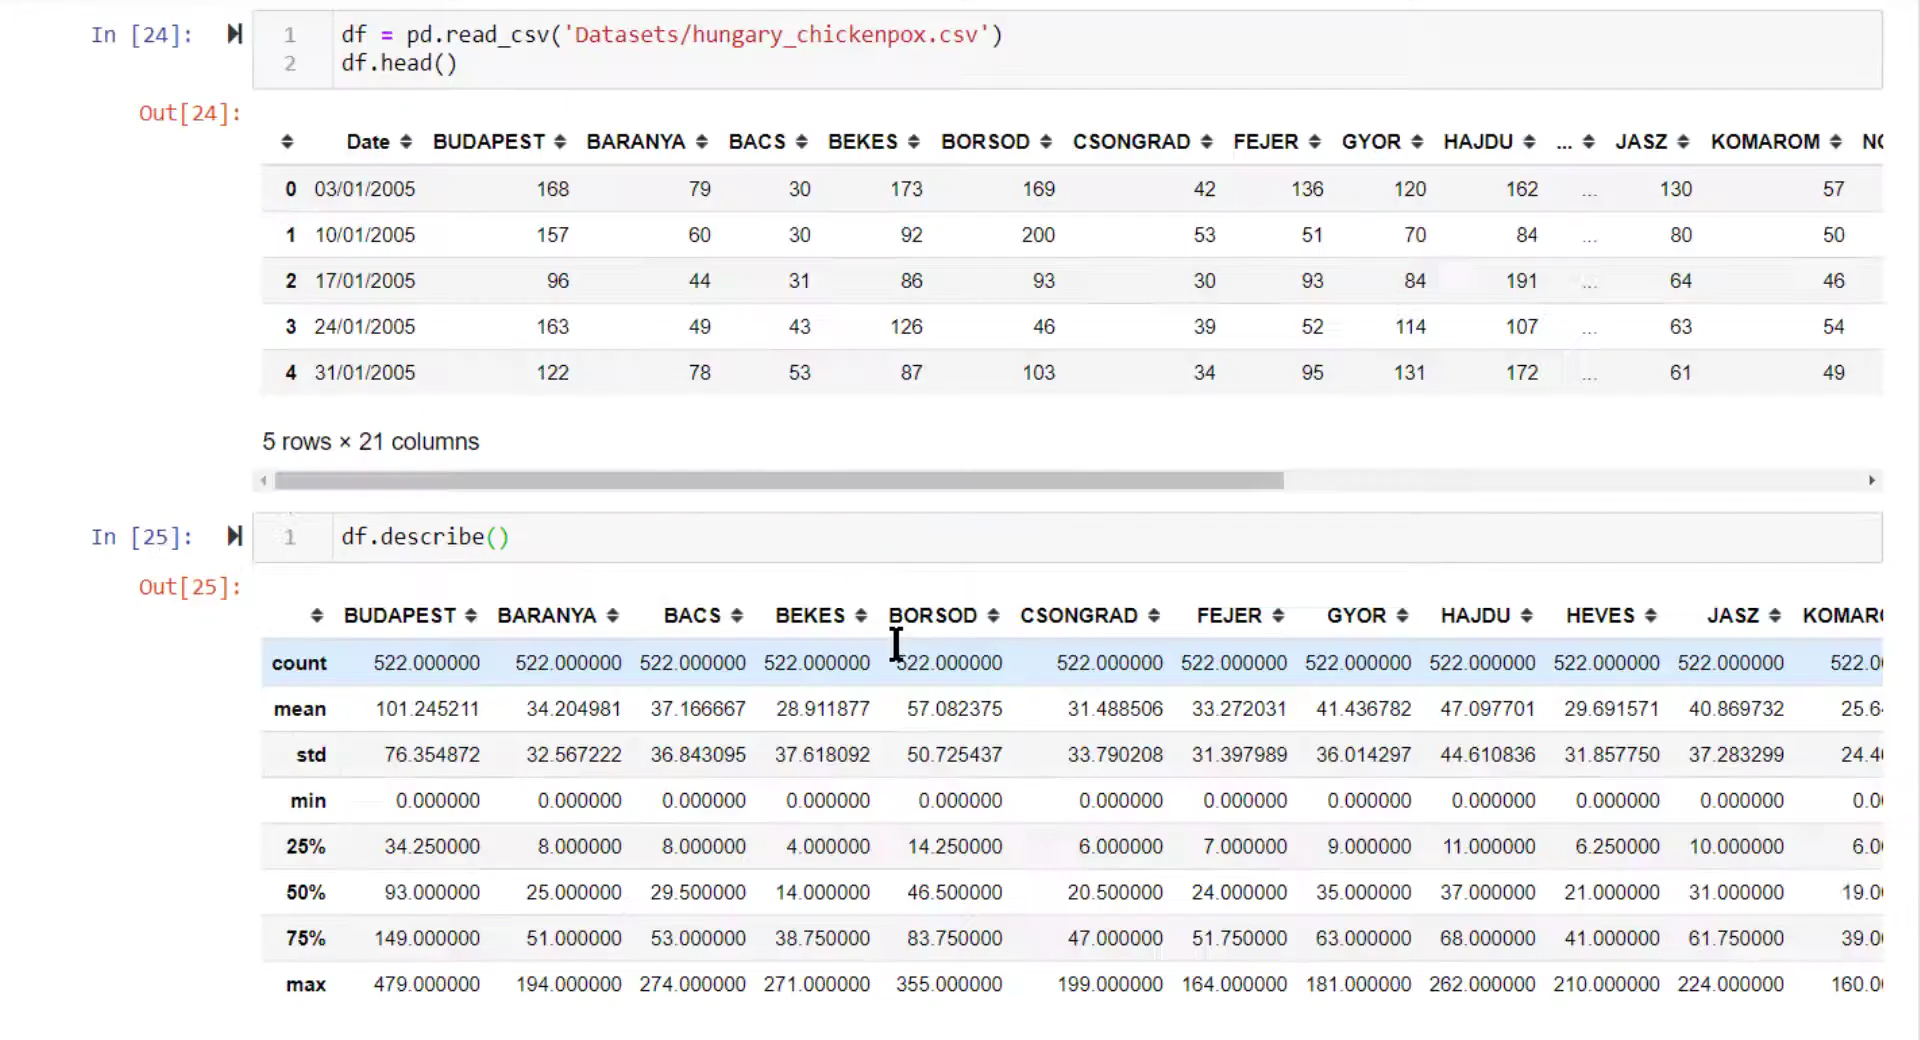 In [24]:
1 df = pd.read_csv('Datasets/hungary_chickenpox.csv')
2 df.head()
Out[24]:
Date BUDAPEST BARANYA BACS BEKES BORSOD CSONGRAD FEJER GYOR HAJDU ... JASZ KOMAROM
0 03/01/2005 168 79 30 173 169 42 136 120 162 ... 130 57
1 10/01/2005 157 60 30 92 200 53 51 70 84 ... 80 50
2 17/01/2005 96 44 31 86 93 30 93 84 191 ... 64 46
3 24/01/2005 163 49 43 126 46 39 52 114 107 ... 63 54
4 31/01/2005 122 78 53 87 103 34 95 131 172 ... 61 49
5 rows × 21 columns
In [25]:
1 df.describe()
Out[25]:
BUDAPEST BARANYA BACS BEKES BORSOD CSONGRAD FEJER GYOR HAJDU HEVES JASZ
count 522.000000 522.000000 522.000000 522.000000 522.000000 522.000000 522.000000 522.000000 522.000000 522.000000 522.000000
mean 101.245211 34.204981 37.166667 28.911877 57.082375 31.488506 33.272031 41.436782 47.097701 29.691571 40.869732
std 76.354872 32.567222 36.843095 37.618092 50.725437 33.790208 31.397989 36.014297 44.610836 31.857750 37.283299
min 0.000000 0.000000 0.000000 0.000000 0.000000 0.000000 0.000000 0.000000 0.000000 0.000000 0.000000
25% 34.250000 8.000000 8.000000 4.000000 14.250000 6.000000 7.000000 9.000000 11.000000 6.250000 10.000000
50% 93.000000 25.000000 29.500000 14.000000 46.500000 20.500000 24.000000 35.000000 37.000000 21.000000 31.000000
75% 149.000000 51.000000 53.000000 38.750000 83.750000 47.000000 51.750000 63.000000 68.000000 41.000000 61.750000
max 479.000000 194.000000 274.000000 271.000000 355.000000 199.000000 164.000000 181.000000 262.000000 210.000000 224.000000